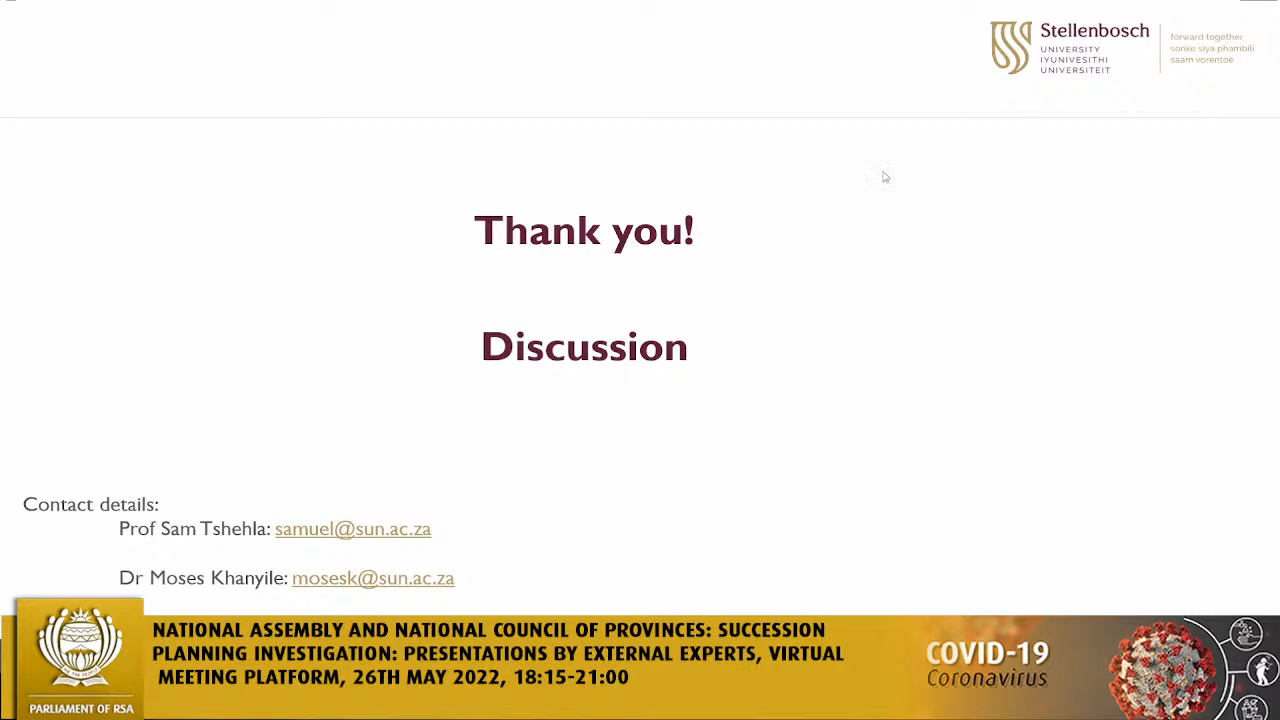 Stellenbosch
UNIVERSITY
IYUNIVESITHI
UNIVERSITEIT
forward together
sonke siya phambili
saam vorentoe
Thank you!
Discussion
Contact details:
Prof Sam Tshehla: samuel@sun.ac.za
Dr Moses Khanyile: mosesk@sun.ac.za
PARLIAMENT OF RSA
NATIONAL ASSEMBLY AND NATIONAL COUNCIL OF PROVINCES: SUCCESSION
PLANNING INVESTIGATION: PRESENTATIONS BY EXTERNAL EXPERTS, VIRTUAL
MEETING PLATFORM, 26TH MAY 2022, 18:15-21:00
COVID-19
Coronavirus